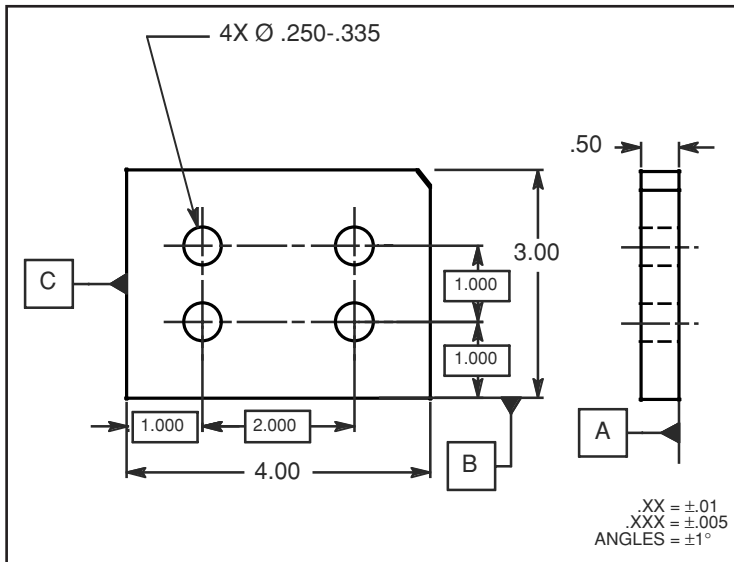 4X Ø .250-.335
.50
3.00
C
1.000
1.000
1.000
2.000
A
B
4.00
.XX = ±.01
.XXX = ±.005
ANGLES = ±1°